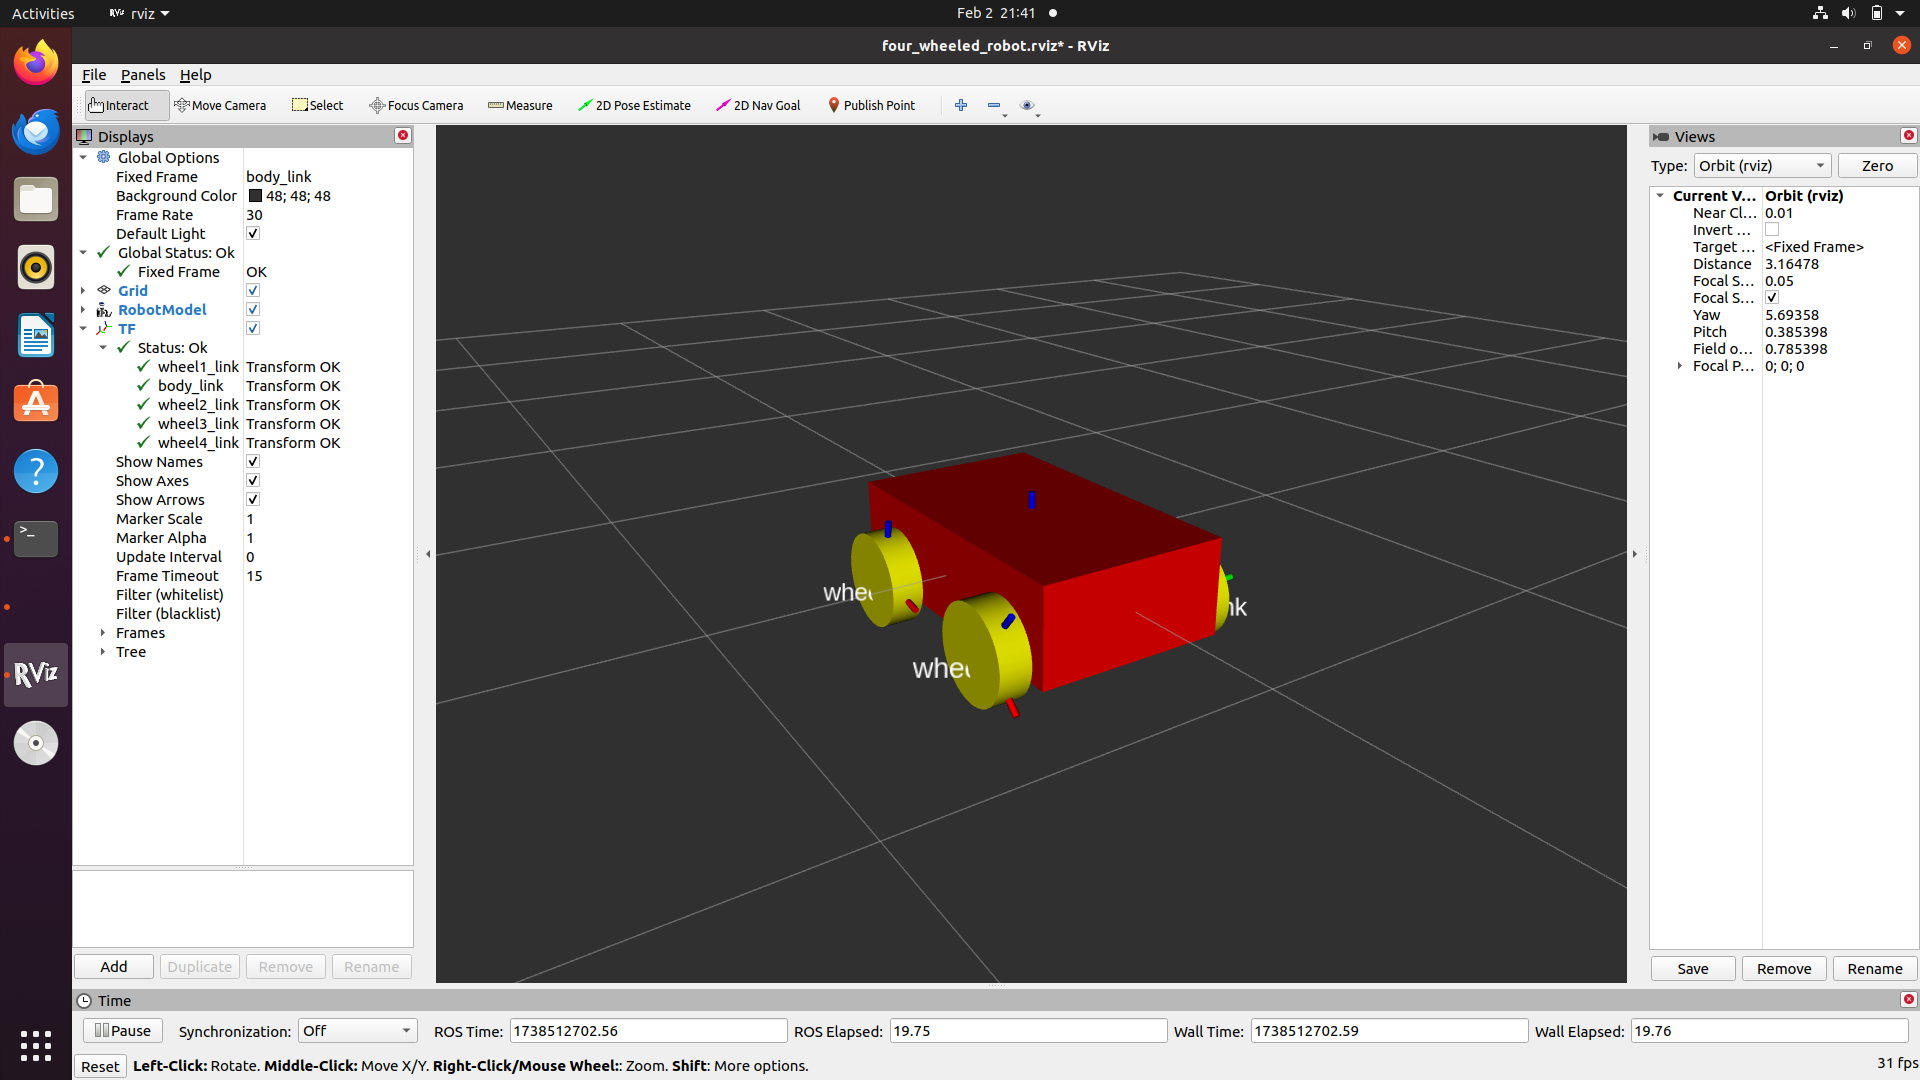 Activities rviz Feb 2 21:41
four_wheeled_robot.rviz* - RViz
File Panels Help
Interact Move Camera Select Focus Camera Measure 2D Pose Estimate 2D Nav Goal Publish Point
Displays
Global Options
Fixed Frame body_link
Background Color 48; 48; 48
Frame Rate 30
Default Light
Global Status: Ok
Fixed Frame OK
Grid
RobotModel
TF
Status: Ok
wheel1_link Transform OK
body_link Transform OK
wheel2_link Transform OK
wheel3_link Transform OK
wheel4_link Transform OK
Show Names
Show Axes
Show Arrows
Marker Scale 1
Marker Alpha 1
Update Interval 0
Frame Timeout 15
Filter (whitelist)
Filter (blacklist)
Frames
Tree
Add Duplicate Remove Rename
whe
whe
nk
Views
Type: Orbit (rviz) Zero
Current V... Orbit (rviz)
Near Cl... 0.01
Invert ...
Target ... <Fixed Frame>
Distance 3.16478
Focal S... 0.05
Focal S...
Yaw 5.69358
Pitch 0.385398
Field o... 0.785398
Focal P... 0; 0; 0
Save Remove Rename
RViz
Time
Pause Synchronization: Off ROS Time: 1738512702.56 ROS Elapsed: 19.75 Wall Time: 1738512702.59 Wall Elapsed: 19.76
Reset Left-Click: Rotate. Middle-Click: Move X/Y. Right-Click/Mouse Wheel:: Zoom. Shift: More options. 31 fps